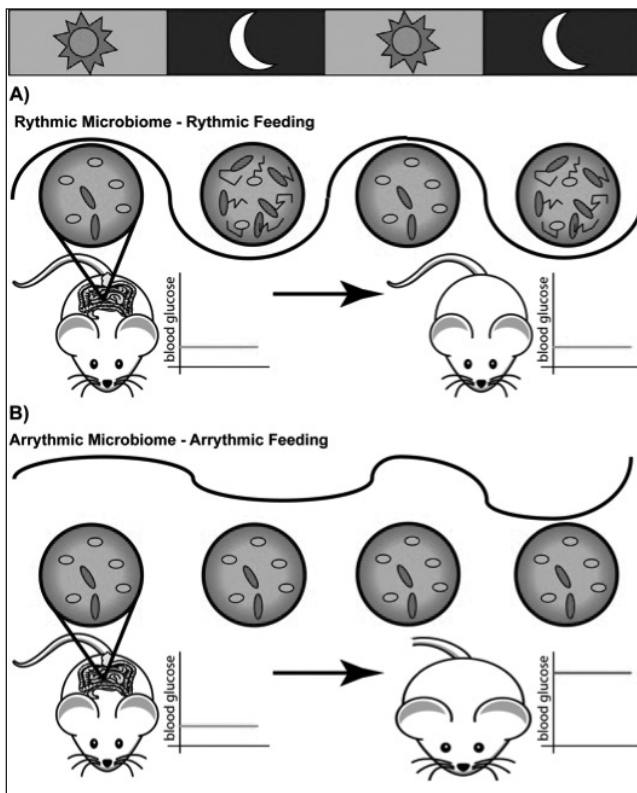 A)
Rythmic Microbiome - Rythmic Feeding
blood glucose
blood glucose
B)
Arrythmic Microbiome - Arrythmic Feeding
blood glucose
blood glucose